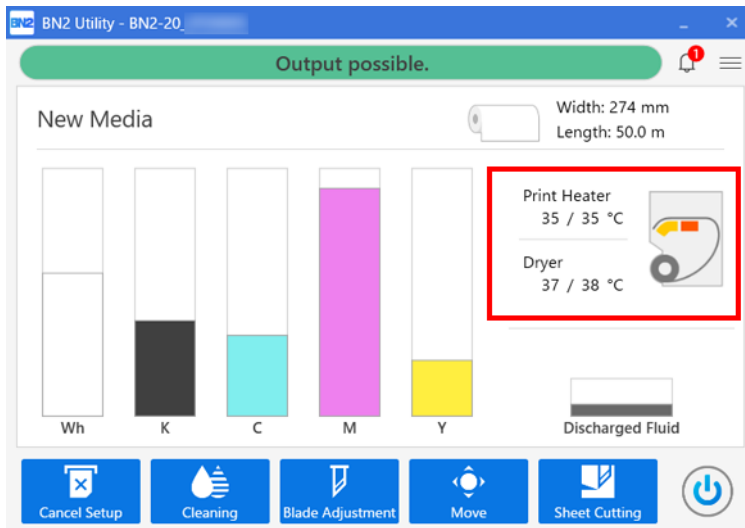 BN2 BN2 Utility - BN2-20_
Output possible.
1
New Media
Width: 274 mm
Length: 50.0 m
Print Heater
35 / 35 °C
Dryer
37 / 38 °C
Wh K C M Y
Discharged Fluid
Cancel Setup Cleaning Blade Adjustment Move Sheet Cutting